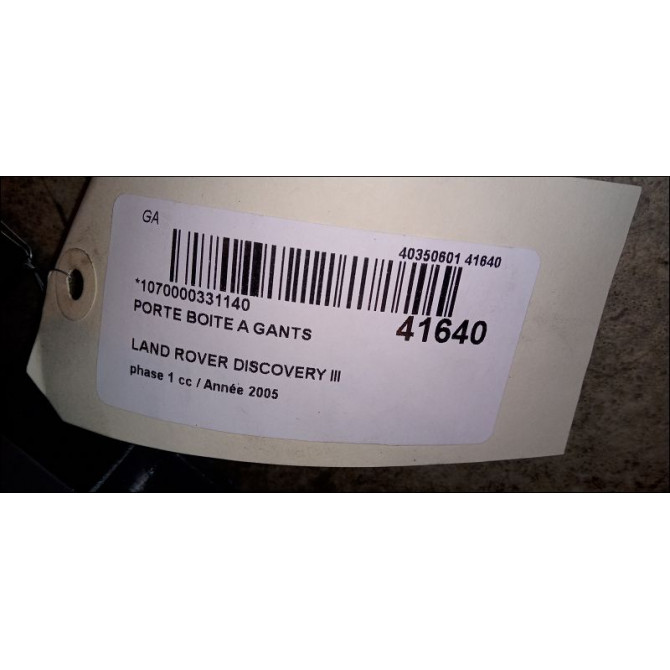 GA
40350601 41640
*1070000331140
PORTE BOITE A GANTS
41640
LAND ROVER DISCOVERY III
phase 1 cc / Année 2005